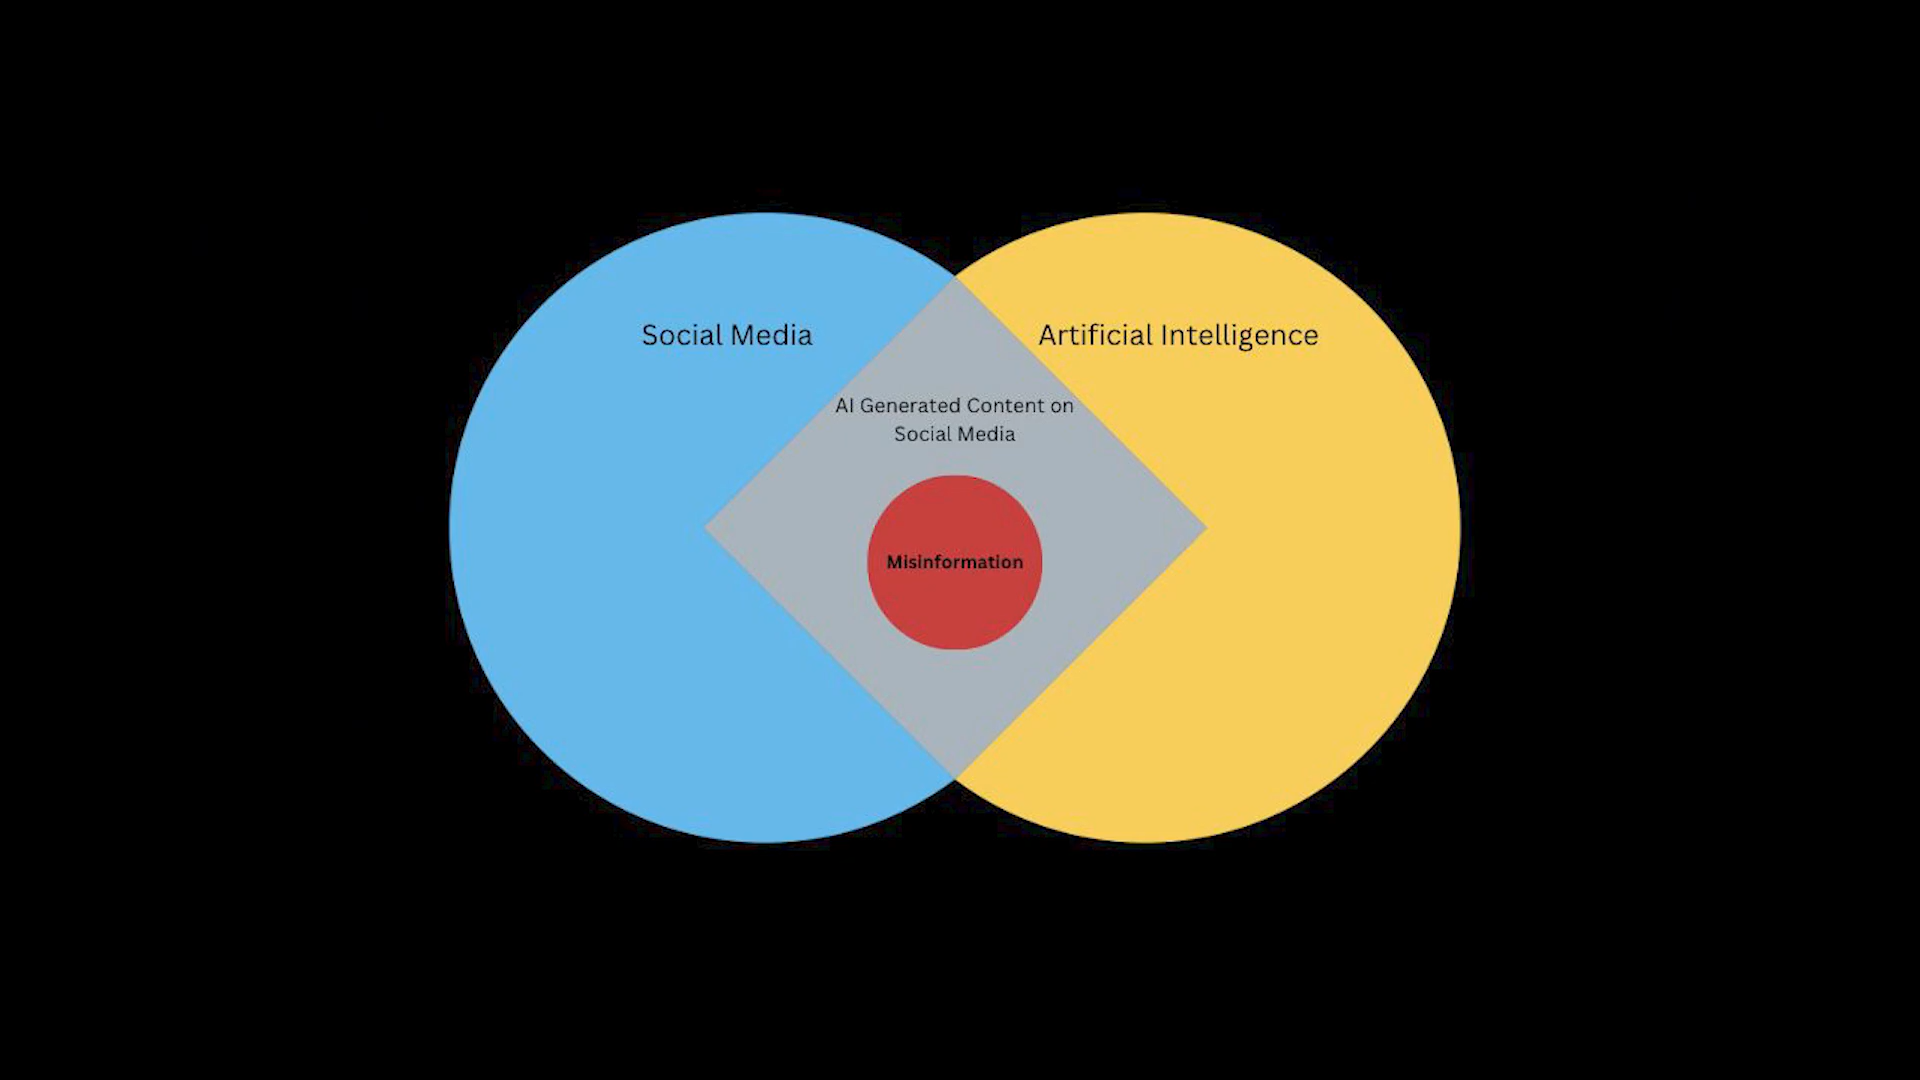 Social Media
Artificial Intelligence
AI Generated Content on
Social Media
Misinformation